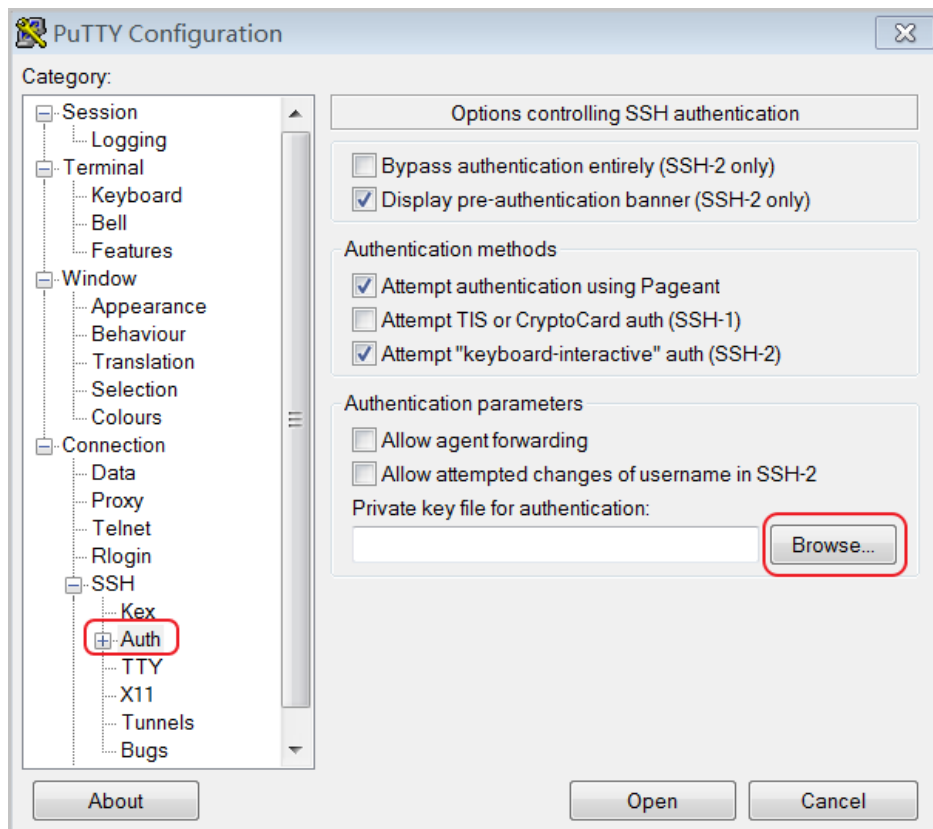 PuTTY Configuration
Category:
Session
Logging
Terminal
Keyboard
Bell
Features
Window
Appearance
Behaviour
Translation
Selection
Colours
Connection
Data
Proxy
Telnet
Rlogin
SSH
Kex
Auth
TTY
X11
Tunnels
Bugs
Options controlling SSH authentication
Bypass authentication entirely (SSH-2 only)
Display pre-authentication banner (SSH-2 only)
Authentication methods
Attempt authentication using Pageant
Attempt TIS or CryptoCard auth (SSH-1)
Attempt "keyboard-interactive" auth (SSH-2)
Authentication parameters
Allow agent forwarding
Allow attempted changes of username in SSH-2
Private key file for authentication:
Browse...
About
Open
Cancel